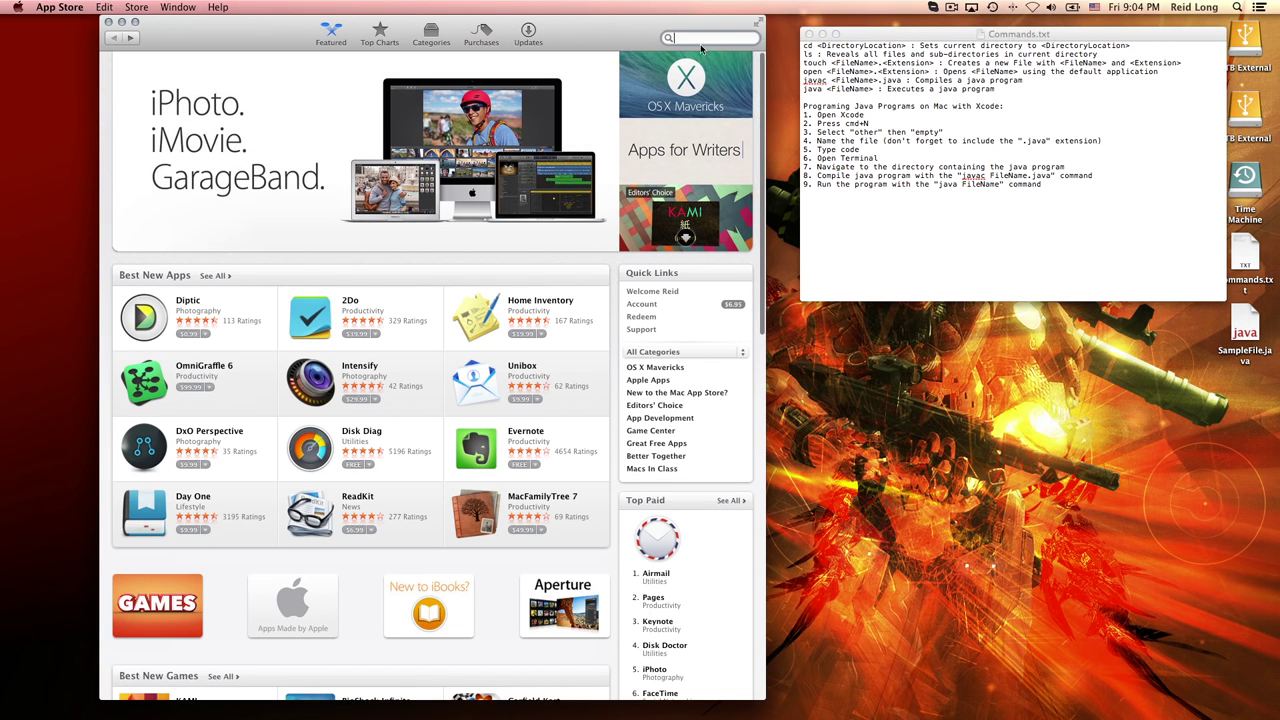 App Store Edit Store Window Help
Fri 9:04 PM Reid Long
Featured Top Charts Categories Purchases Updates
iPhoto.
iMovie.
GarageBand.
OS X Mavericks
Apps for Writers
Editors' Choice
KAMI
紙
Best New Apps See All
Diptic
Photography
113 Ratings
$0.99
2Do
Productivity
329 Ratings
Home Inventory
Productivity
167 Ratings
OmniGraffle 6
Productivity
$99.99
Intensify
Photography
42 Ratings
$29.99
Unibox
Productivity
62 Ratings
$9.99
DxO Perspective
Photography
35 Ratings
$9.99
Disk Diag
Utilities
5196 Ratings
FREE
Evernote
Productivity
4654 Ratings
FREE
Day One
Lifestyle
3195 Ratings
$9.99
ReadKit
News
277 Ratings
$6.99
MacFamilyTree 7
Productivity
69 Ratings
$49.99
GAMES
Apps Made by Apple
New to iBooks?
Aperture
Best New Games See All
Quick Links
Welcome Reid
Account $6.95
Redeem
Support
All Categories
OS X Mavericks
Apple Apps
New to the Mac App Store?
Editors' Choice
App Development
Game Center
Great Free Apps
Better Together
Macs In Class
Top Paid See All
1. Airmail
Utilities
2. Pages
Productivity
3. Keynote
Productivity
4. Disk Doctor
Utilities
5. iPhoto
Photography
6. FaceTime
Commands.txt
cd <DirectoryLocation> : Sets current directory to <DirectoryLocation>
ls : Reveals all files and sub-directories in current directory
touch <FileName>.<Extension> : Creates a new File with <FileName> and <Extension>
open <FileName>.<Extension> : Opens <FileName> using the default application
javac <FileName>.java : Compiles a java program
java <FileName> : Executes a java program
Programing Java Programs on Mac with Xcode:
1. Open Xcode
2. Press cmd+N
3. Select "other" then "empty"
4. Name the file (don't forget to include the ".java" extension)
5. Type code
6. Open Terminal
7. Navigate to the directory containing the java program
8. Compile java program with the "javac FileName.java" command
9. Run the program with the "java FileName" command
TB External
TB External
Time
Machine
TXT
mmands.tx
t
java
SampleFile.ja
va